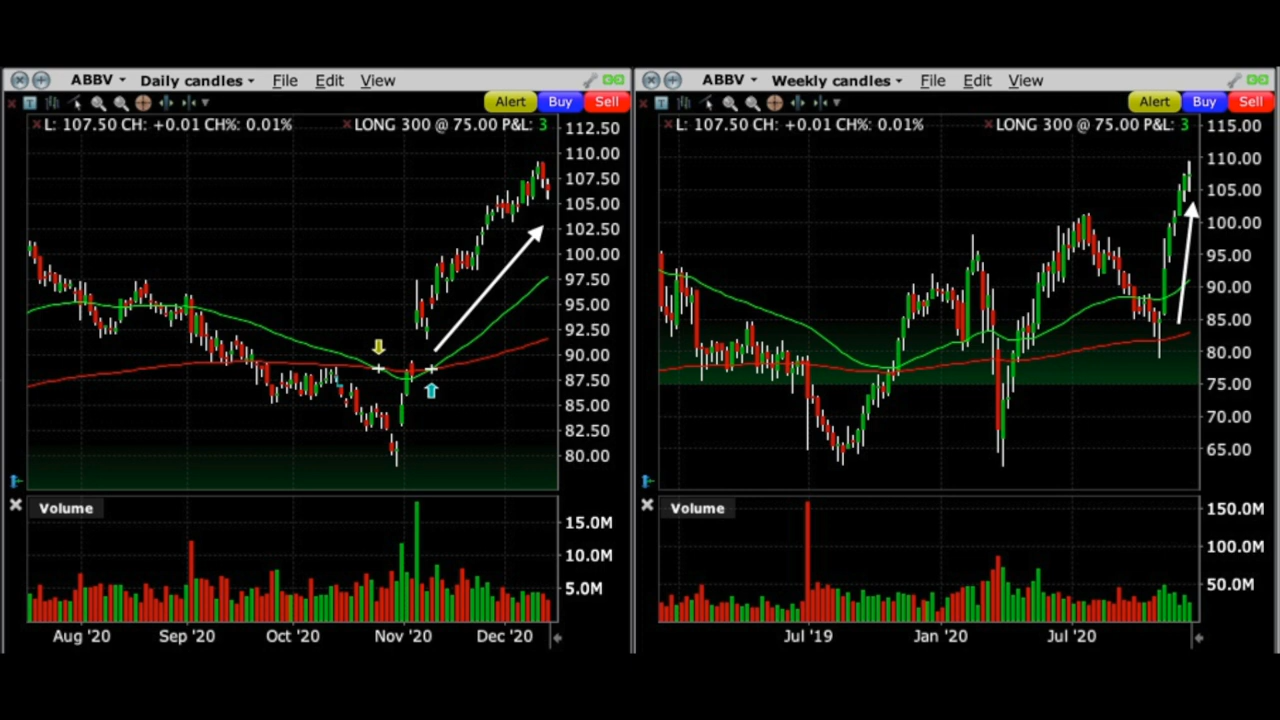 ABBV Daily candles File Edit View
Alert Buy Sell
L: 107.50 CH: +0.01 CH%: 0.01% LONG 300 @ 75.00 P&L: 3
112.50
110.00
107.50
105.00
102.50
100.00
97.50
95.00
92.50
90.00
87.50
85.00
82.50
80.00
Volume
15.0M
10.0M
5.0M
Aug '20 Sep '20 Oct '20 Nov '20 Dec '20
ABBV Weekly candles File Edit View
Alert Buy Sell
L: 107.50 CH: +0.01 CH%: 0.01% LONG 300 @ 75.00 P&L: 3
115.00
110.00
105.00
100.00
95.00
90.00
85.00
80.00
75.00
70.00
65.00
Volume
150.0M
100.0M
50.0M
Jul '19 Jan '20 Jul '20